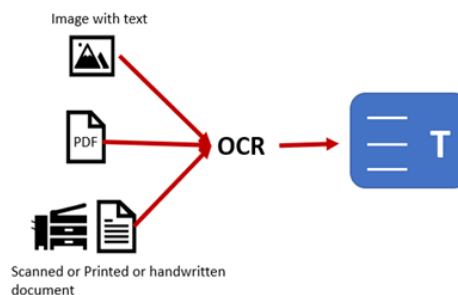 Image with text
PDF
OCR
T
Scanned or Printed or handwritten
document